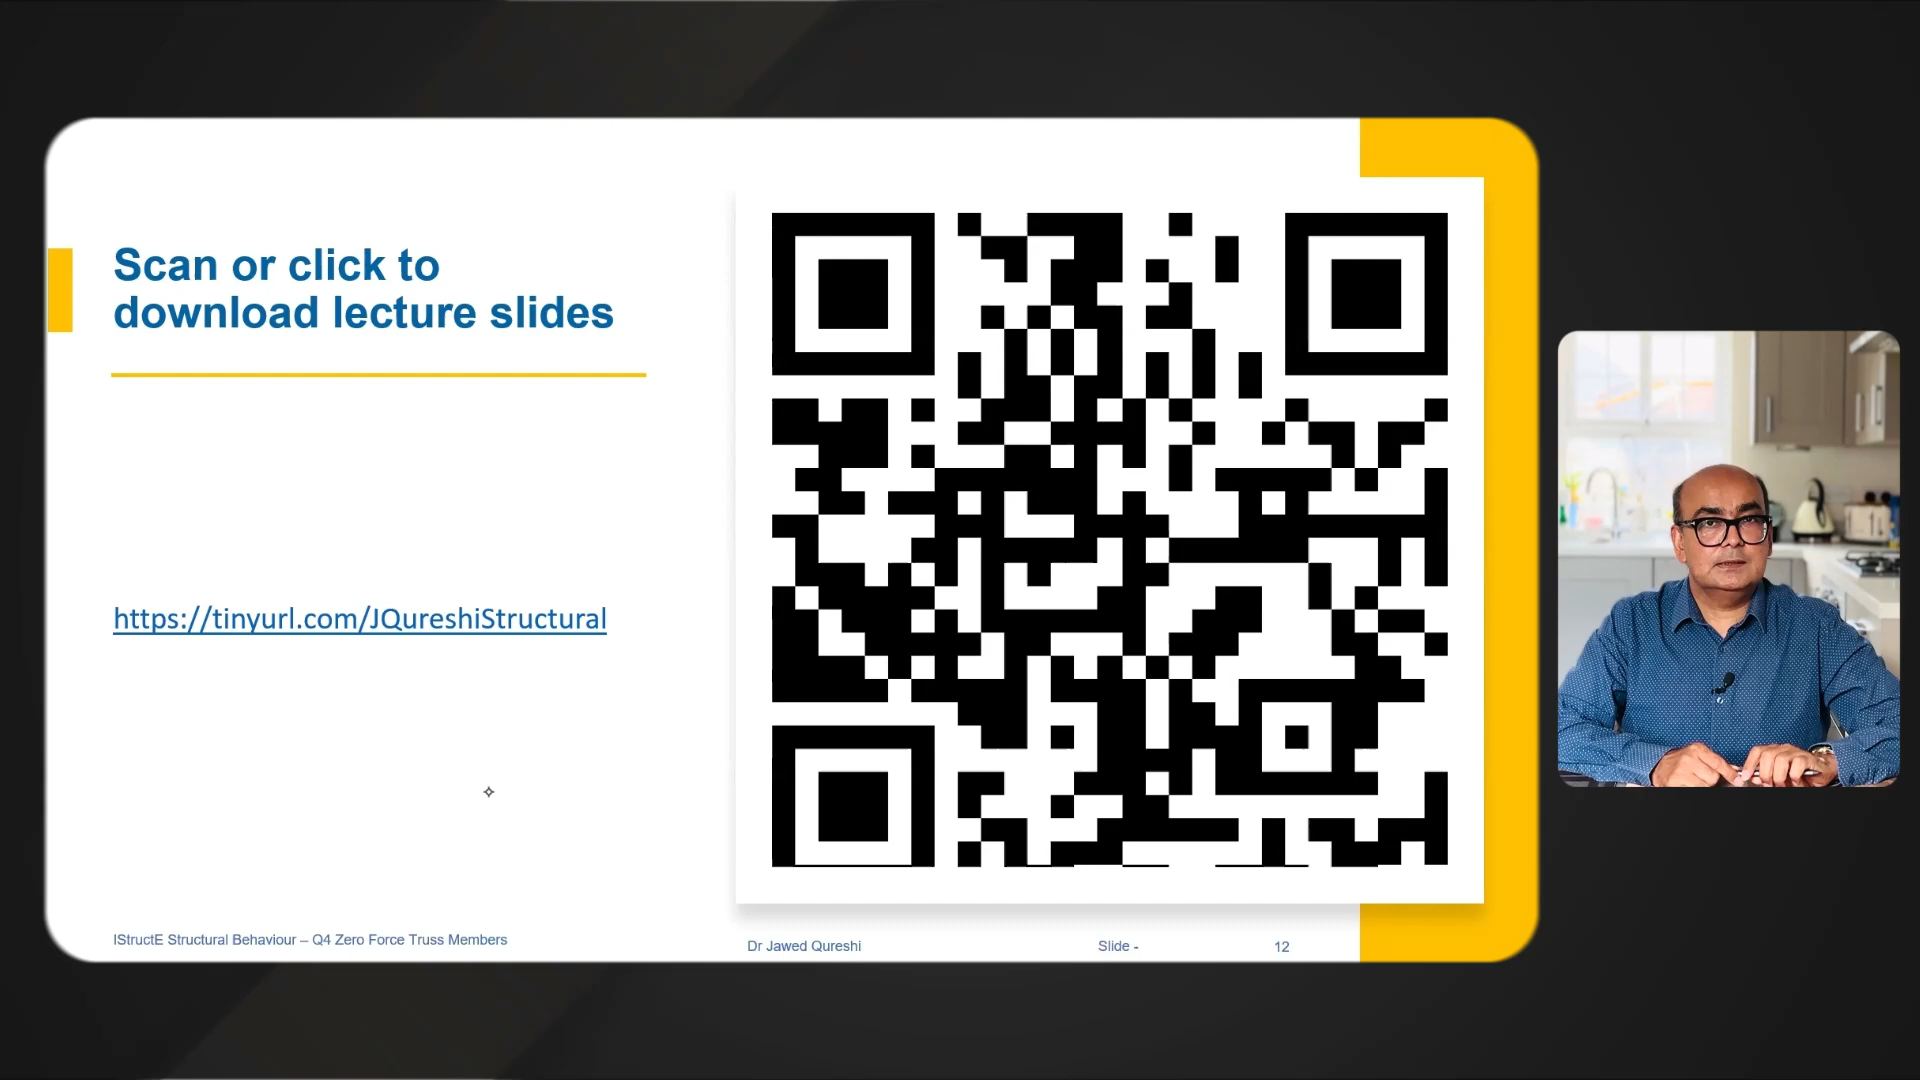 Scan or click to
download lecture slides
https://tinyurl.com/JQureshiStructural
IStructE Structural Behaviour – Q4 Zero Force Truss Members
Dr Jawed Qureshi
Slide -
12